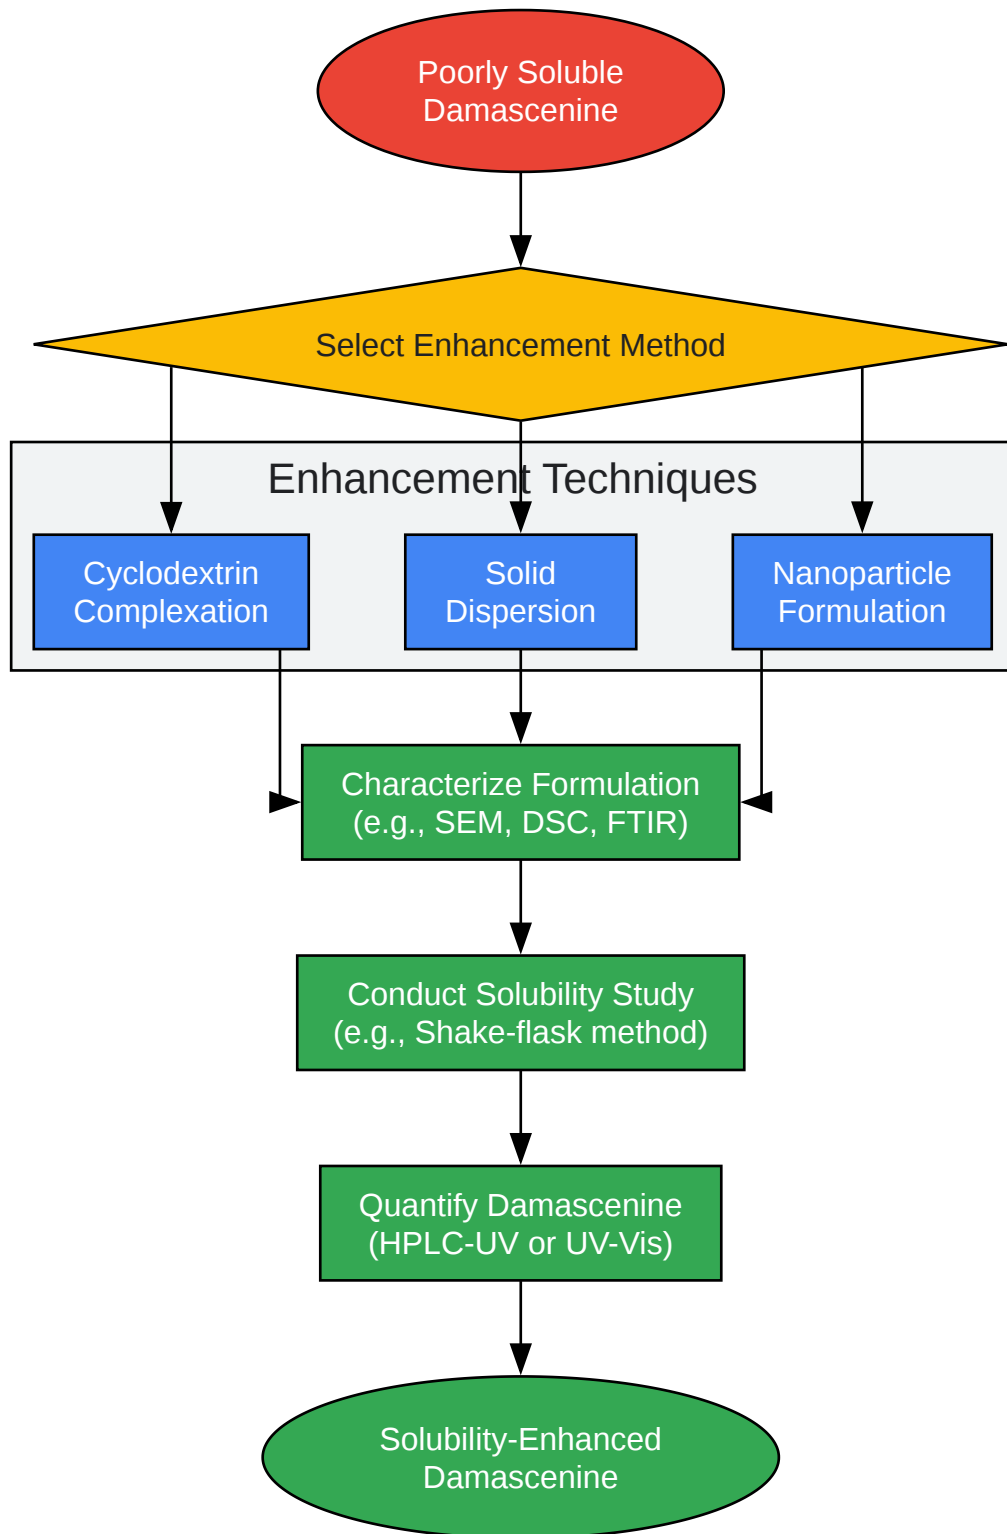 Poorly Soluble
Damascenine
Select Enhancement Method
Enhancement Techniques
Cyclodextrin
Complexation
Solid
Dispersion
Nanoparticle
Formulation
Characterize Formulation
(e.g., SEM, DSC, FTIR)
Conduct Solubility Study
(e.g., Shake-flask method)
Quantify Damascenine
(HPLC-UV or UV-Vis)
Solubility-Enhanced
Damascenine